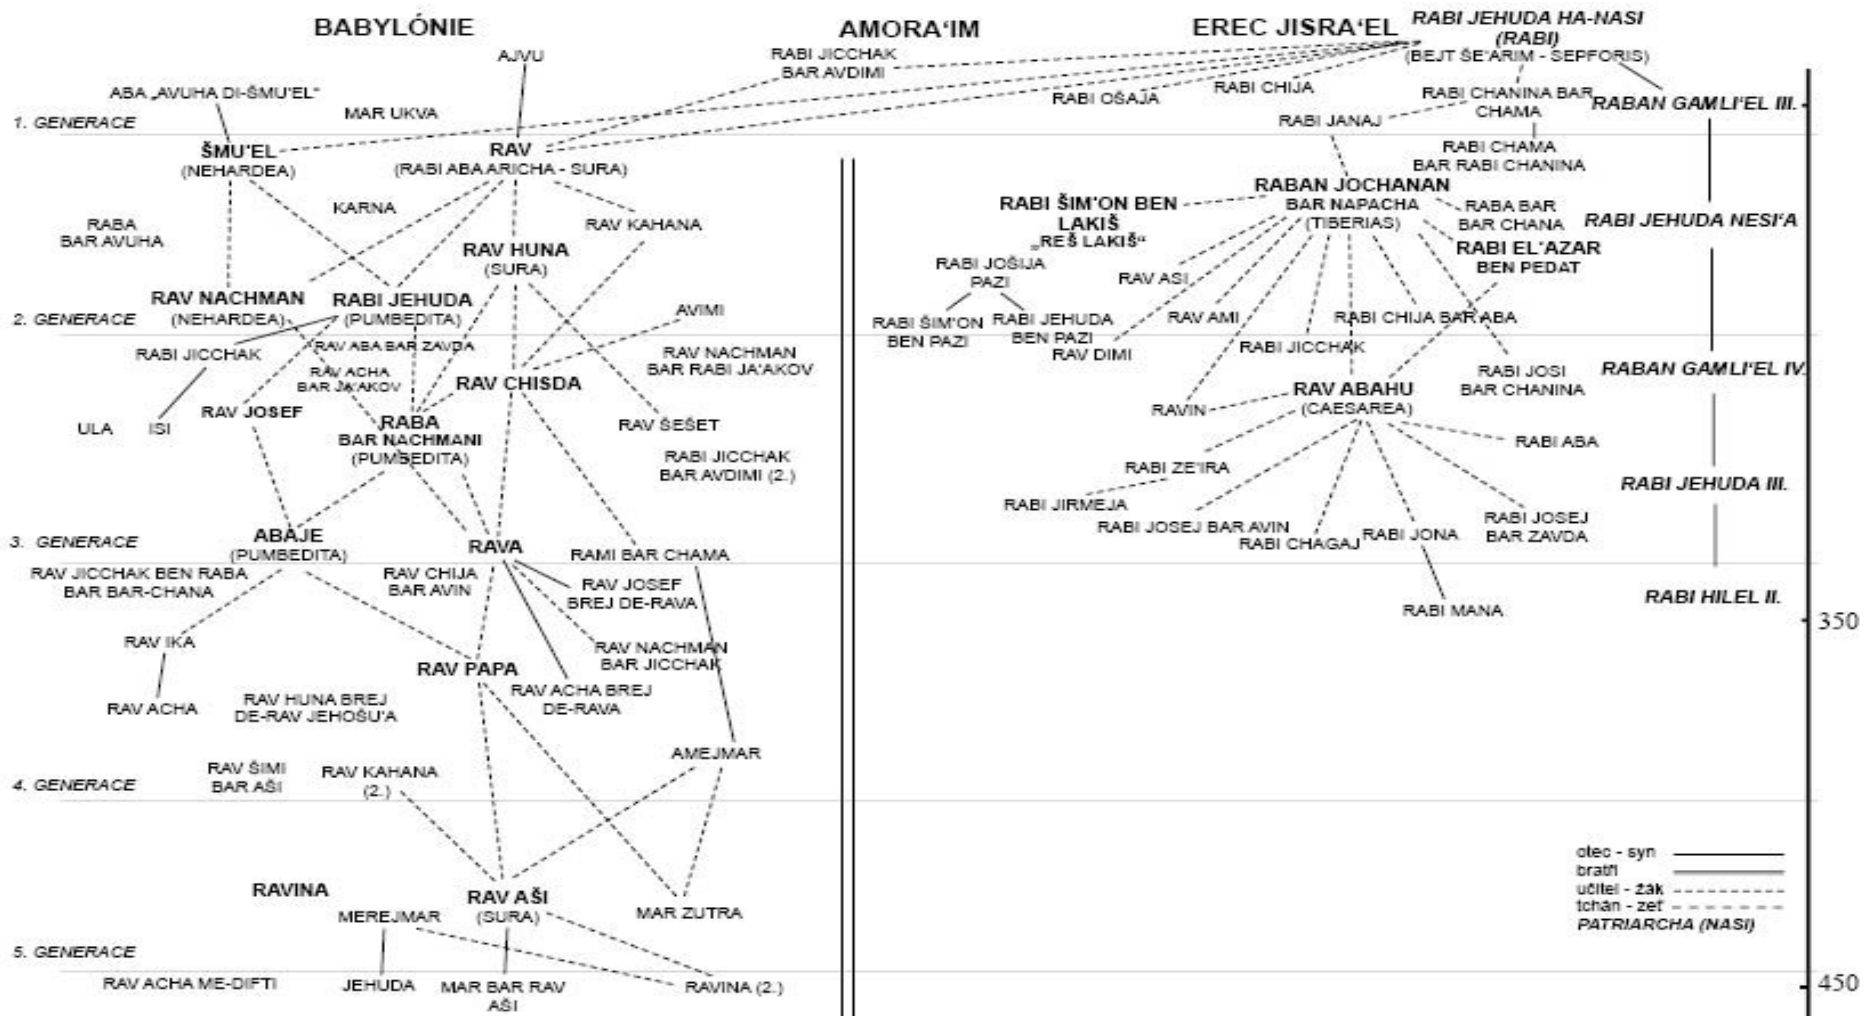 BABYLÓNIE
AMORA‘IM
EREC JISRA‘EL
RABI JEHUDA HA-NASI
(RABI)
(BEJT ŠE'ARIM - SEPFORIS)
AJVU
RABI JICCHAK
BAR AVDIMI
ABA „AVUHA DI-ŠMU'EL“
MAR UKVA
RABI OŠAJA
RABI CHIJA
RABI CHANINA BAR
CHAMA
RABAN GAMLI'EL III.
RABI JANAJ
1. GENERACE
ŠMU'EL
(NEHARDEA)
RAV
(RABI ABA ARICHA - SURA)
RABI CHAMA
BAR RABI CHANINA
RABAN JOCHANAN
BAR NAPACHA
(TIBERIAS)
RABI ŠIM'ON BEN
LAKIŠ
„REŠ LAKIŠ“
RABA BAR
BAR CHANA
RABI JEHUDA NESI'A
RABA
BAR AVUHA
KARNA
RAV KAHANA
RAV HUNA
(SURA)
RABI EL'AZAR
BEN PEDAT
RABI JOŠIJA
PAZI
RAV ASI
RAV NACHMAN
(NEHARDEA)
RABI JEHUDA
(PUMBEDITA)
AVIMI
2. GENERACE
RABI ŠIM'ON
BEN PAZI
RABI JEHUDA
BEN PAZI
RAV AMI
RABI CHIJA BAR ABA
RABI JICCHAK
RAV ABA BAR ZAVDA
RAV NACHMAN
BAR RABI JA'AKOV
RAV DIMI
RABI JICCHAK
RABI JOSI
BAR CHANINA
RABAN GAMLI'EL IV.
RAV ACHA
BAR JA'AKOV
RAV CHISDA
RAV ABAHU
(CAESAREA)
RAV JOSEF
RAVIN
ULA
ISI
RABA
BAR NACHMANI
(PUMBEDITA)
RAV ŠEŠET
RABI ABA
RABI JICCHAK
BAR AVDIMI (2.)
RABI ZE'IRA
RABI JEHUDA III.
RABI JIRMEJA
RABI JOSEJ BAR AVIN
RABI CHAGAJ
RABI JONA
RABI JOSEJ
BAR ZAVDA
3. GENERACE
ABAJE
(PUMBEDITA)
RAVA
RAMI BAR CHAMA
RAV JICCHAK BEN RABA
BAR BAR-CHANA
RAV CHIJA
BAR AVIN
RAV JOSEF
BREJ DE-RAVA
RABI MANA
RABI HILEL II.
350
RAV IKA
RAV NACHMAN
BAR JICCHAK
RAV PAPA
RAV ACHA BREJ
DE-RAVA
RAV ACHA
RAV HUNA BREJ
DE-RAV JEHOŠU'A
AMEJMAR
RAV ŠIMI
BAR AŠI
RAV KAHANA
(2.)
4. GENERACE
otec - syn
bratři
učitel - žák
tchán - zeť
PATRIARCHA (NASI)
RAVINA
RAV AŠI
(SURA)
MEREJMAR
MAR ZUTRA
5. GENERACE
RAV ACHA ME-DIFTI
JEHUDA
MAR BAR RAV
AŠI
RAVINA (2.)
450